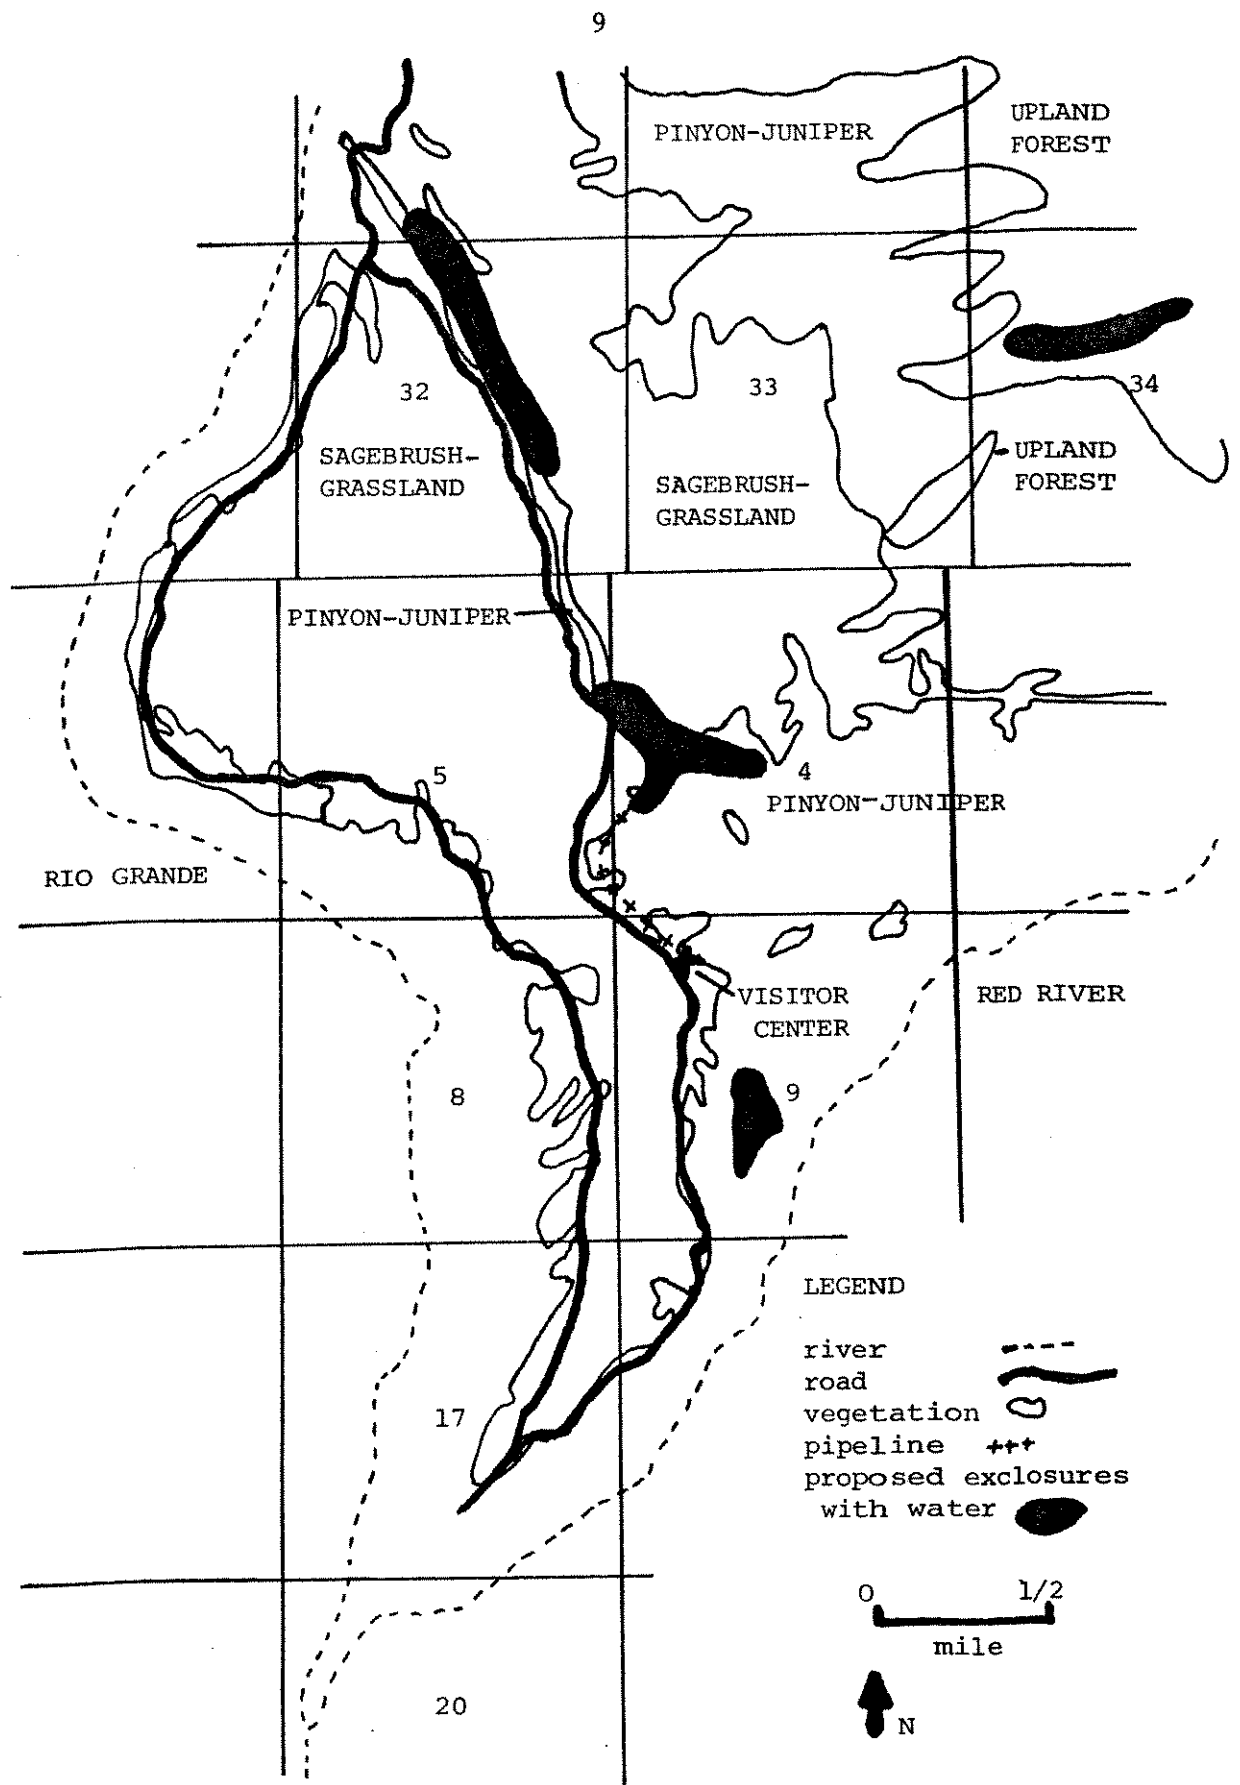 9
PINYON-JUNIPER
UPLAND
FOREST
32
33
34
SAGEBRUSH-
GRASSLAND
SAGEBRUSH-
GRASSLAND
UPLAND
FOREST
PINYON-JUNIPER
5
4
PINYON-JUNIPER
RIO GRANDE
VISITOR
CENTER
RED RIVER
8
9
LEGEND
river
road
vegetation
pipeline
proposed exclosures
with water
17
0 1/2
mile
20
N